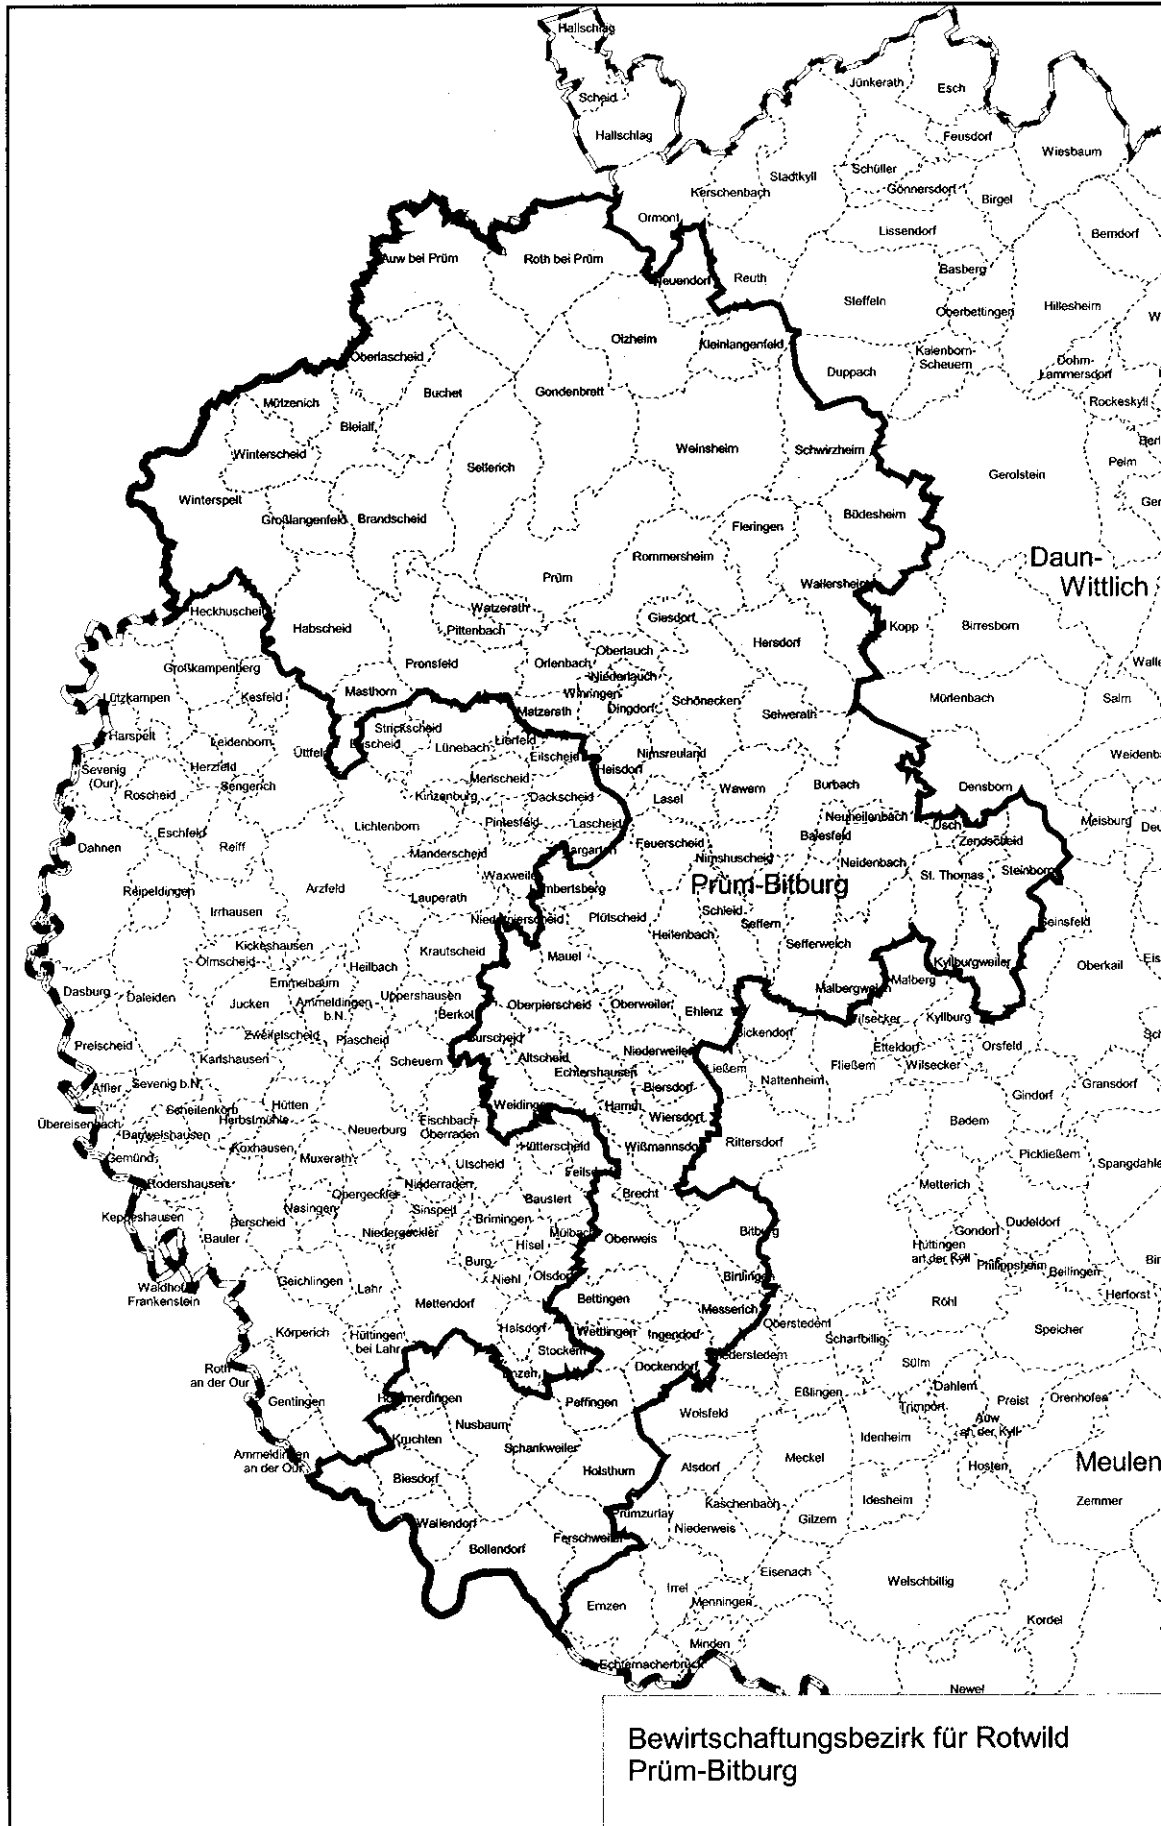 Hallschlag
Scheid
Hallschlag
Jünkerath
Esch
Feusdorf
Wiesbaum
Stadtkyll
Schüller
Gönnersdorf
Kerschenbach
Birgel
Ormont
Lissendorf
Berndorf
Auw bei Prüm
Roth bei Prüm
Neuendorf
Reuth
Basberg
Steffeln
Oberbettingen
Hillesheim
Olzheim
Kleinlangenfeld
Kalenborn-
Scheuern
Oberlascheid
Duppach
Dohm-
Lammersdorf
Buchet
Gondenbrett
Mützenich
Rockeskyll
Bleialf
Winterscheid
Weinsheim
Schwirzheim
Sellerich
Pelm
Gerolstein
Winterspelt
Großlangenfeld
Brandscheid
Büdesheim
Fleringen
Rommersheim
Daun-
Wittlich
Prüm
Wallersheim
Heckhuscheid
Watzerath
Giesdorf
Habscheid
Pittenbach
Kopp
Birresborn
Hersdorf
Oberlauch
Großkampenberg
Pronsfeld
Orlenbach
Niederlauch
Lützkampen
Kesfeld
Masthorn
Winringen
Schönecken
Mürlenbach
Salm
Matzerath
Dingdorf
Seiwerath
Harspelt
Leidenborn
Strickscheid
Üttfeld
Lünebach
Lierfeld
Eilscheid
Nimsreuland
Weidenba
Sevenig
(Our)
Herzfeld
Merlscheid
Heisdorf
Roscheid
Sengerich
Kinzenburg
Dackscheid
Lasel
Wawern
Burbach
Densborn
Neuheilenbach
Usch
Meisburg
Eschfeld
Lichtenborn
Pintesfeld
Lascheid
Balesfeld
Zendscheid
Dahnen
Reiff
Manderscheid
Feuerscheid
Nimshuscheid
Neidenbach
St. Thomas
Steinborn
Reipeldingen
Arzfeld
Waxweiler
Prüm-Bitburg
Lauperath
Irrhausen
Niederpierscheid
Plütscheid
Schleid
Seffern
Seinsfeld
Heilenbach
Kickeshausen
Krautscheid
Sefferweich
Olmscheid
Heilbach
Mauel
Kyllburgweiler
Oberkail
Dasburg
Daleiden
Emmelbaum
Malberg
Malbergweich
Jucken
Ammeldingen
b.N.
Uppershausen
Oberpierscheid
Oberweiler
Ehlenz
Kyllburg
Berkoth
Zweifelscheid
Plascheid
Burscheid
Bickendorf
Preischeid
Karlshausen
Scheuern
Altscheid
Niederweiler
Etteldorf
Orsfeld
Echtershausen
Ließem
Fließem
Wilsecker
Affler
Sevenig b.N.
Biersdorf
Nattenheim
Gransdorf
Scheitenkorb
Hütten
Weidingen
Hamm
Wiersdorf
Gindorf
Übereisenbach
Herbstmühle
Eischbach-
Oberraden
Badem
Dauwelshausen
Neuerburg
Hütterscheid
Wißmannsdorf
Rittersdorf
Gemünd
Koxhausen
Muxerath
Utscheid
Pickließem
Spangdahle
Rodershausen
Feilsdorf
Obergeckler
Niederraden
Baustert
Brecht
Metterich
Nasingen
Sinspelt
Keppeshausen
Berscheid
Brimingen
Dudeldorf
Bauler
Niedergeckler
Mülbach
Oberweis
Bitburg
Gondorf
Hisel
Hüttingen
an der Kyll
Burg
Philippsheim
Beilingen
Waldhof
Frankenstein
Geichlingen
Lahr
Niehl
Olsdorf
Bettingen
Birtlingen
Herforst
Mettendorf
Messerich
Röhl
Halsdorf
Wettlingen
Ingendorf
Oberstedem
Speicher
Körperich
Hüttingen
bei Lahr
Scharfbillig
Stockem
Niederstedem
Roth
an der Our
Enzen
Dockendorf
Sülm
Dahlem
Eßlingen
Preist
Orenhofen
Gentingen
Hommerdingen
Peffingen
Wolsfeld
Trimport
Nusbaum
Auw
an der Kyll
Kruchten
Idenheim
Ammeldingen
an der Our
Schankweiler
Meckel
Meulen
Hosten
Holsthum
Alsdorf
Biesdorf
Idesheim
Zemmer
Kaschenbach
Wallendorf
Prümzurlay
Gilzem
Niederweis
Ferschweiler
Bollendorf
Eisenach
Welschbillig
Irrel
Ernzen
Menningen
Kordel
Minden
Echternacherbrück
Newel
Bewirtschaftungsbezirk für Rotwild
Prüm-Bitburg